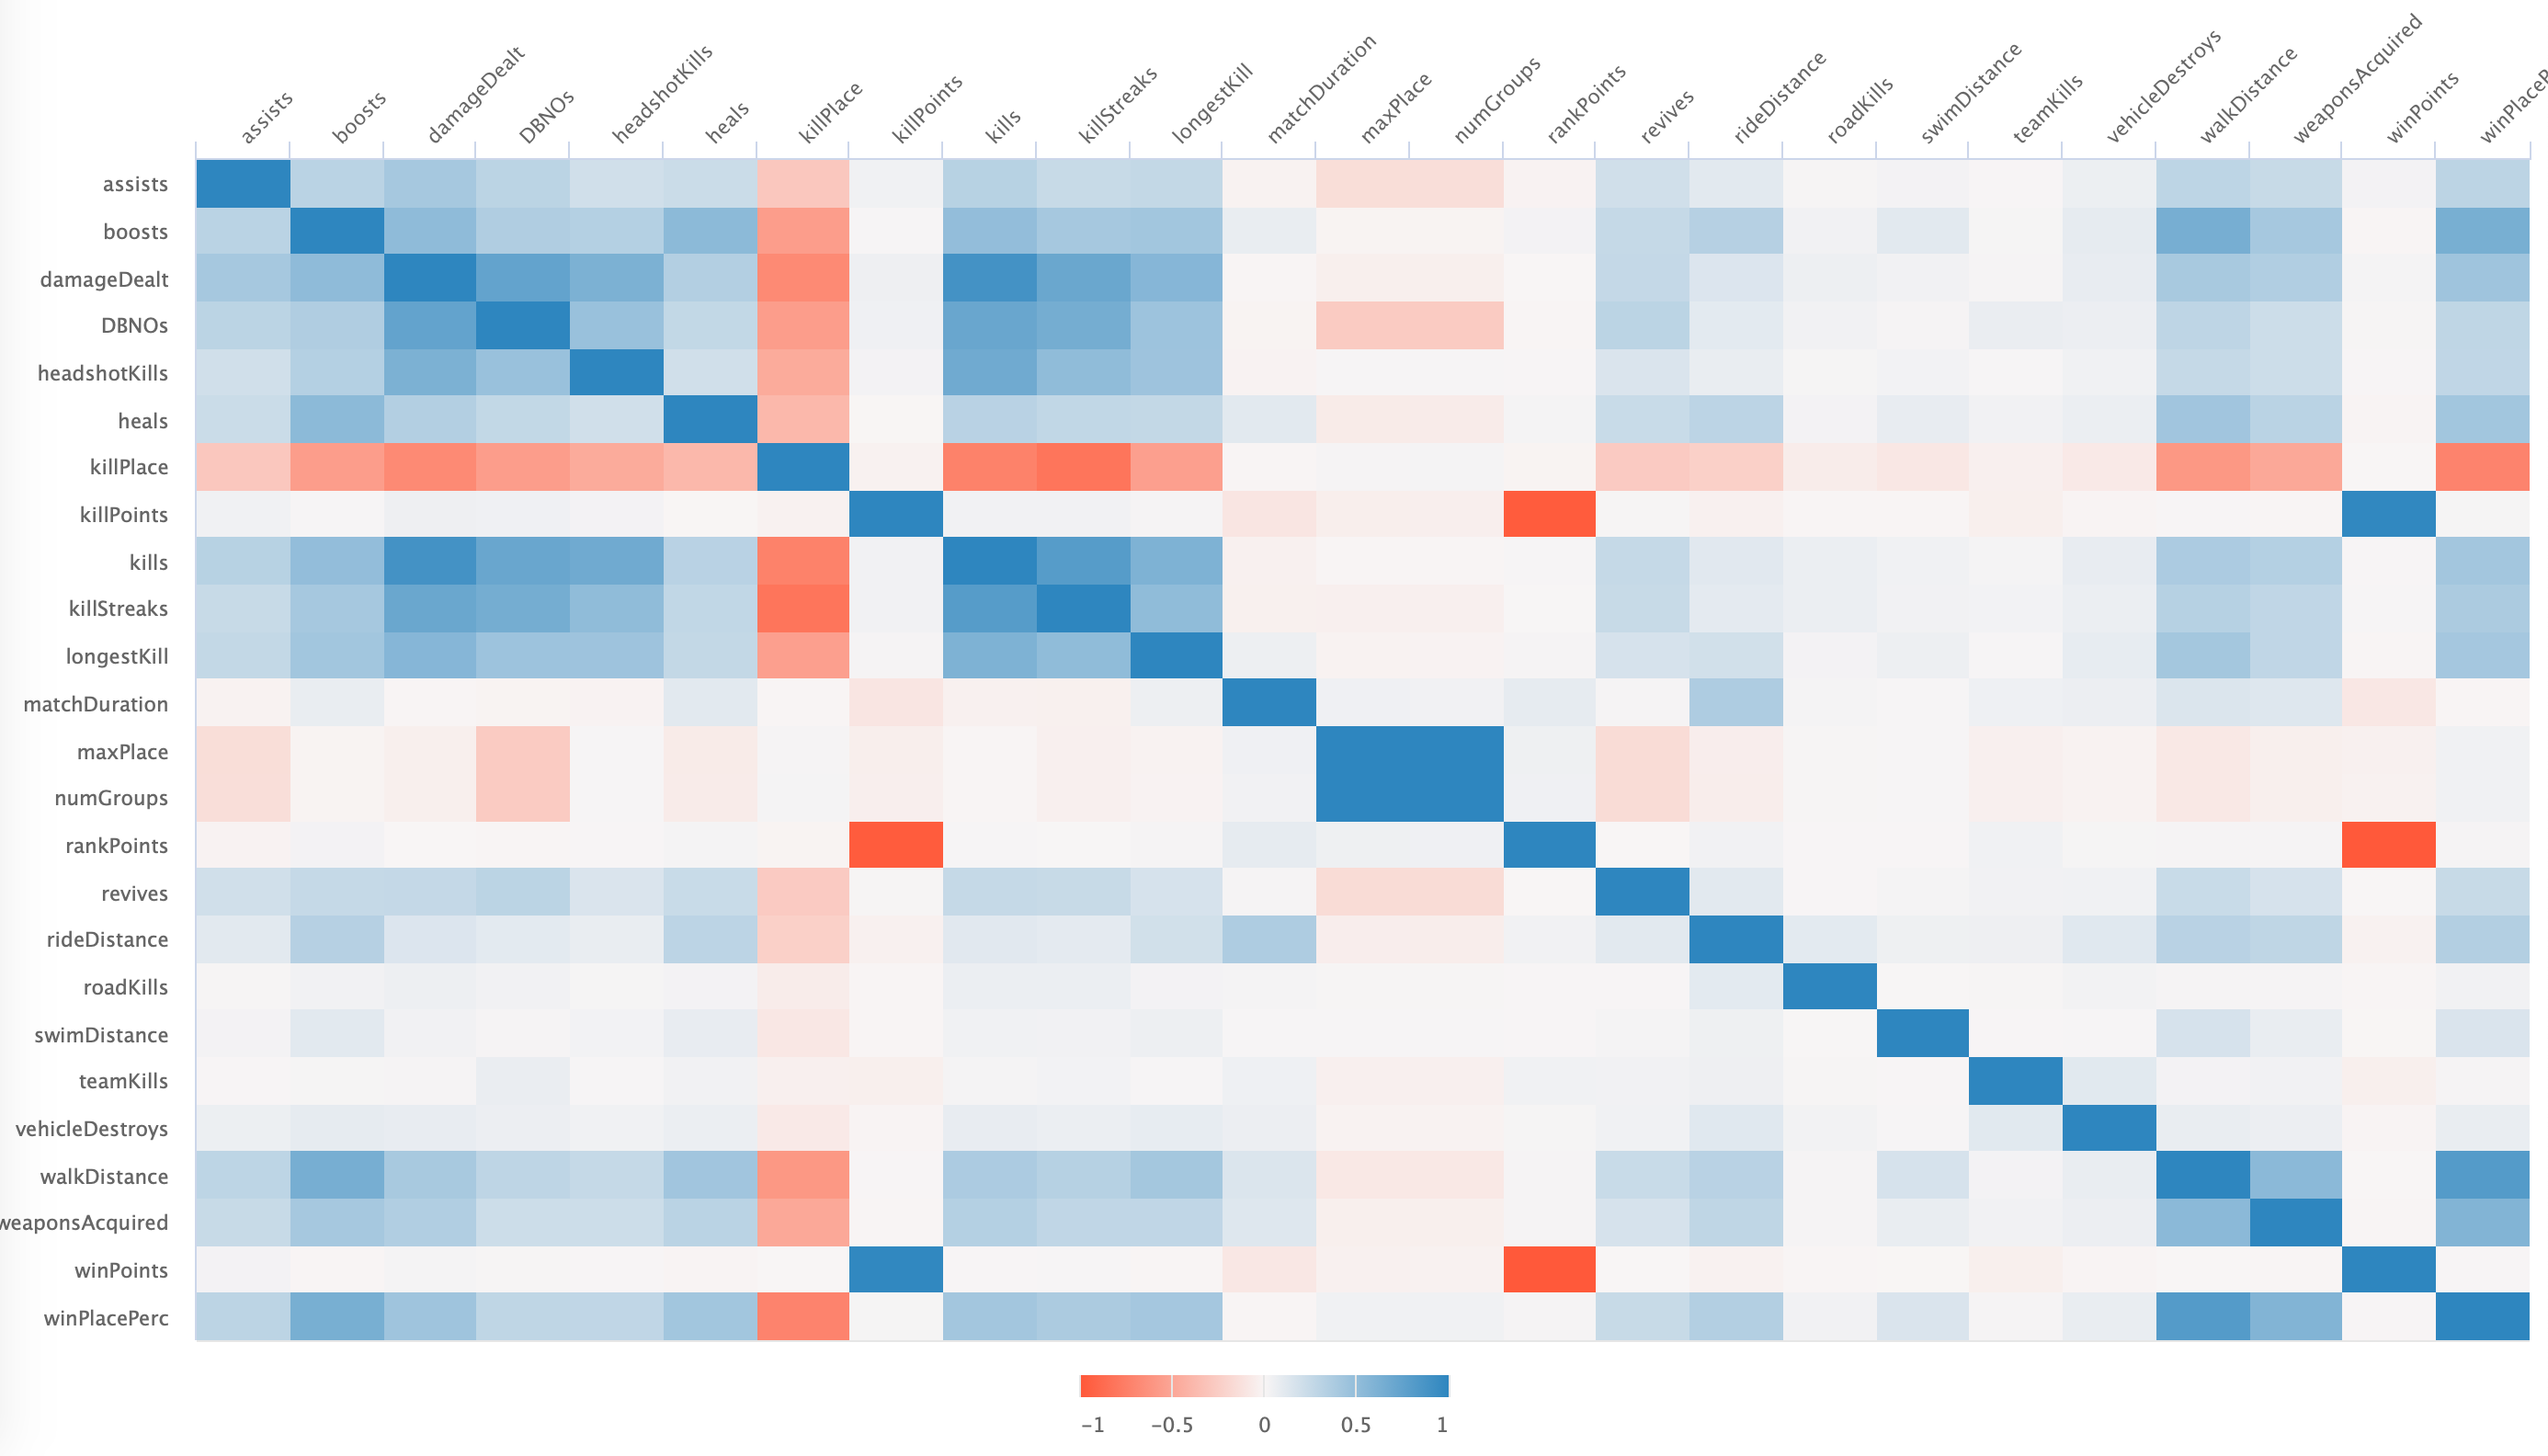 assists
boosts
damageDealt
DBNOs
headshotKills
heals
killPlace
killPoints
kills
killStreaks
longestKill
matchDuration
maxPlace
numGroups
rankPoints
revives
rideDistance
roadKills
swimDistance
teamKills
vehicleDestroys
walkDistance
weaponsAcquired
winPoints
winPlaceP
assists
boosts
damageDealt
DBNOs
headshotKills
heals
killPlace
killPoints
kills
killStreaks
longestKill
matchDuration
maxPlace
numGroups
rankPoints
revives
rideDistance
roadKills
swimDistance
teamKills
vehicleDestroys
walkDistance
weaponsAcquired
winPoints
winPlacePerc
-1 -0.5 0 0.5 1